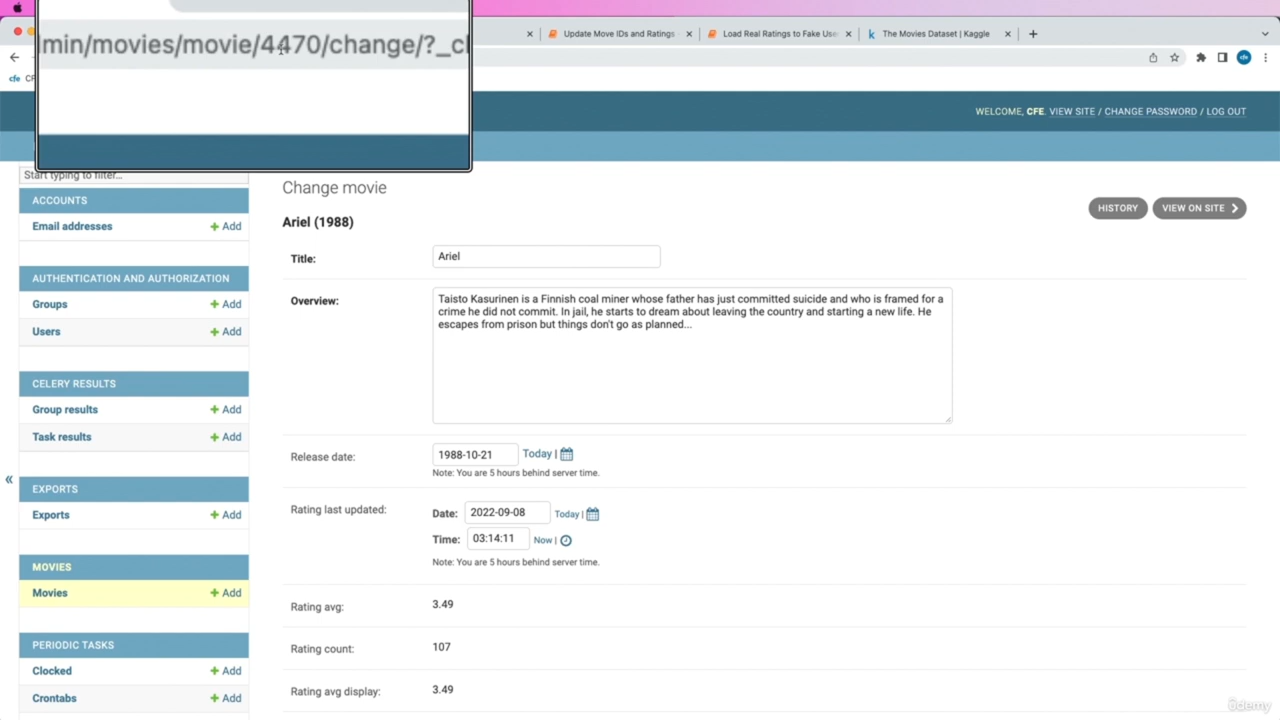 min/movies/movie/4470/change/?_cl
Update Move IDs and Ratings
Load Real Ratings to Fake Use
The Movies Dataset | Kaggle
cfe
cfe CF
WELCOME, CFE. VIEW SITE / CHANGE PASSWORD / LOG OUT
Start typing to filter...
ACCOUNTS
Email addresses + Add
AUTHENTICATION AND AUTHORIZATION
Groups + Add
Users + Add
CELERY RESULTS
Group results + Add
Task results + Add
EXPORTS
Exports + Add
MOVIES
Movies + Add
PERIODIC TASKS
Clocked + Add
Crontabs + Add
«
Change movie
HISTORY
VIEW ON SITE
Ariel (1988)
Title: Ariel
Overview: Taisto Kasurinen is a Finnish coal miner whose father has just committed suicide and who is framed for a
crime he did not commit. In jail, he starts to dream about leaving the country and starting a new life. He
escapes from prison but things don't go as planned...
Release date: 1988-10-21 Today |
Note: You are 5 hours behind server time.
Rating last updated: Date: 2022-09-08 Today |
Time: 03:14:11 Now |
Note: You are 5 hours behind server time.
Rating avg: 3.49
Rating count: 107
Rating avg display: 3.49
ûdemy